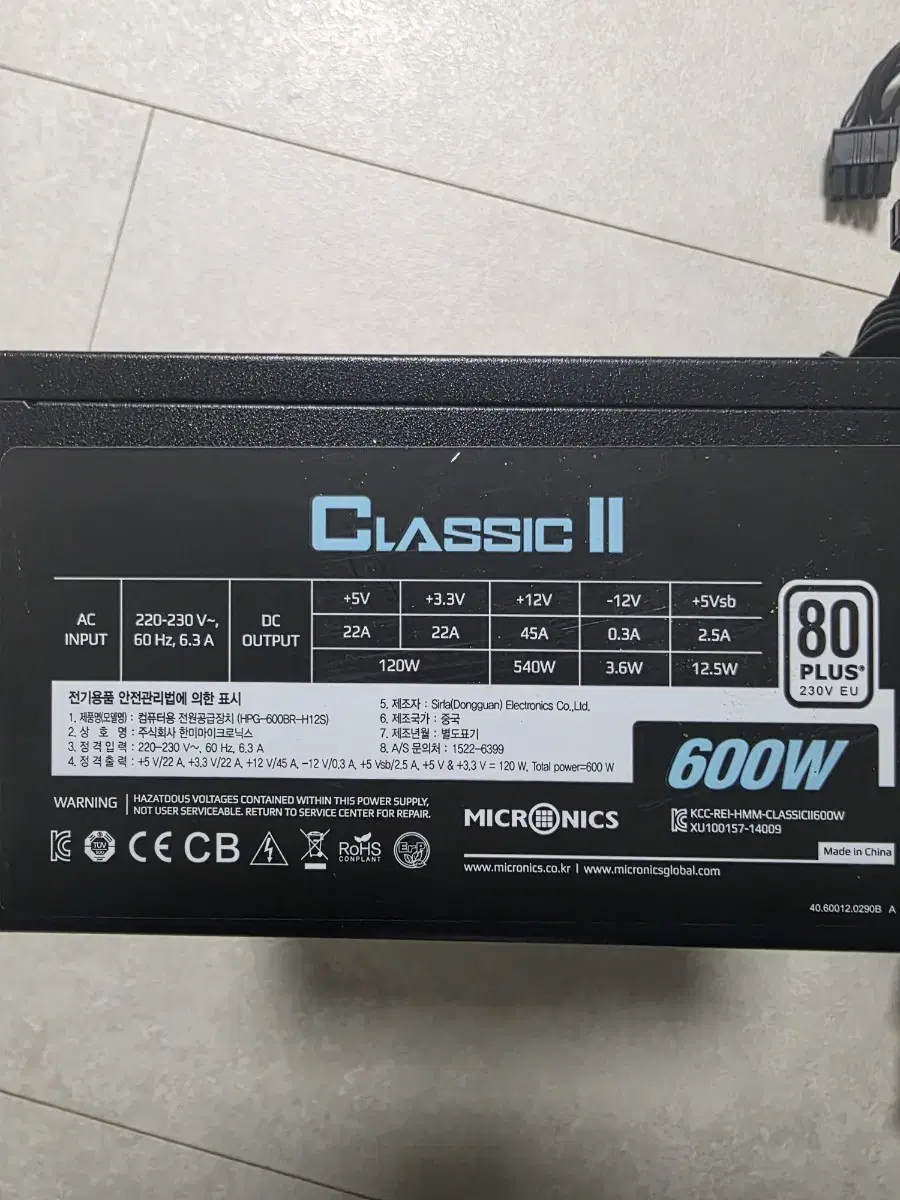 CLASSIC II
AC INPUT
220-230 V~, 60 Hz, 6.3 A
DC OUTPUT
+5V +3.3V +12V -12V +5Vsb
22A 22A 45A 0.3A 2.5A
120W 540W 3.6W 12.5W
80
PLUS®
230V EU
전기용품 안전관리법에 의한 표시
1. 제품명(모델명) : 컴퓨터용 전원공급장치 (HPG-600BR-H12S)
2. 상 호 명 : 주식회사 한미마이크로닉스
3. 정 격 입 력 : 220-230 V~, 60 Hz, 6.3 A
4. 정 격 출 력 : +5 V/22 A, +3.3 V/22 A, +12 V/45 A, -12 V/0.3 A, +5 Vsb/2.5 A, +5 V & +3.3 V = 120 W, Total power=600 W
5. 제조자 : Sirfa(Dongguan) Electronics Co.,Ltd.
6. 제조국가 : 중국
7. 제조년월 : 별도표기
8. A/S 문의처 : 1522-6399
600W
WARNING
HAZATDOUS VOLTAGES CONTAINED WITHIN THIS POWER SUPPLY,
NOT USER SERVICEABLE. RETURN TO SERVICE CENTER FOR REPAIR.
MICRONICS
KCC-REI-HMM-CLASSICII600W
XU100157-14009
TÜV
CE CB
RoHS
CONPLANT
ErP
Made in China
www.micronics.co.kr | www.micronicsglobal.com
40.60012.0290B A